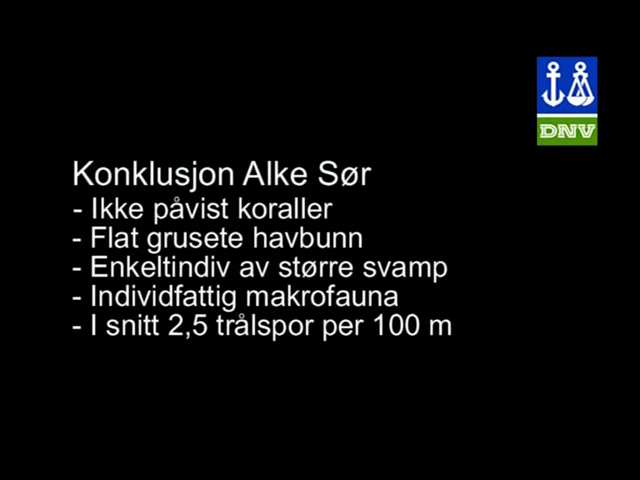 DNV
Konklusjon Alke Sør
- Ikke påvist koraller
- Flat grusete havbunn
- Enkeltindiv av større svamp
- Individfattig makrofauna
- I snitt 2,5 trålspor per 100 m